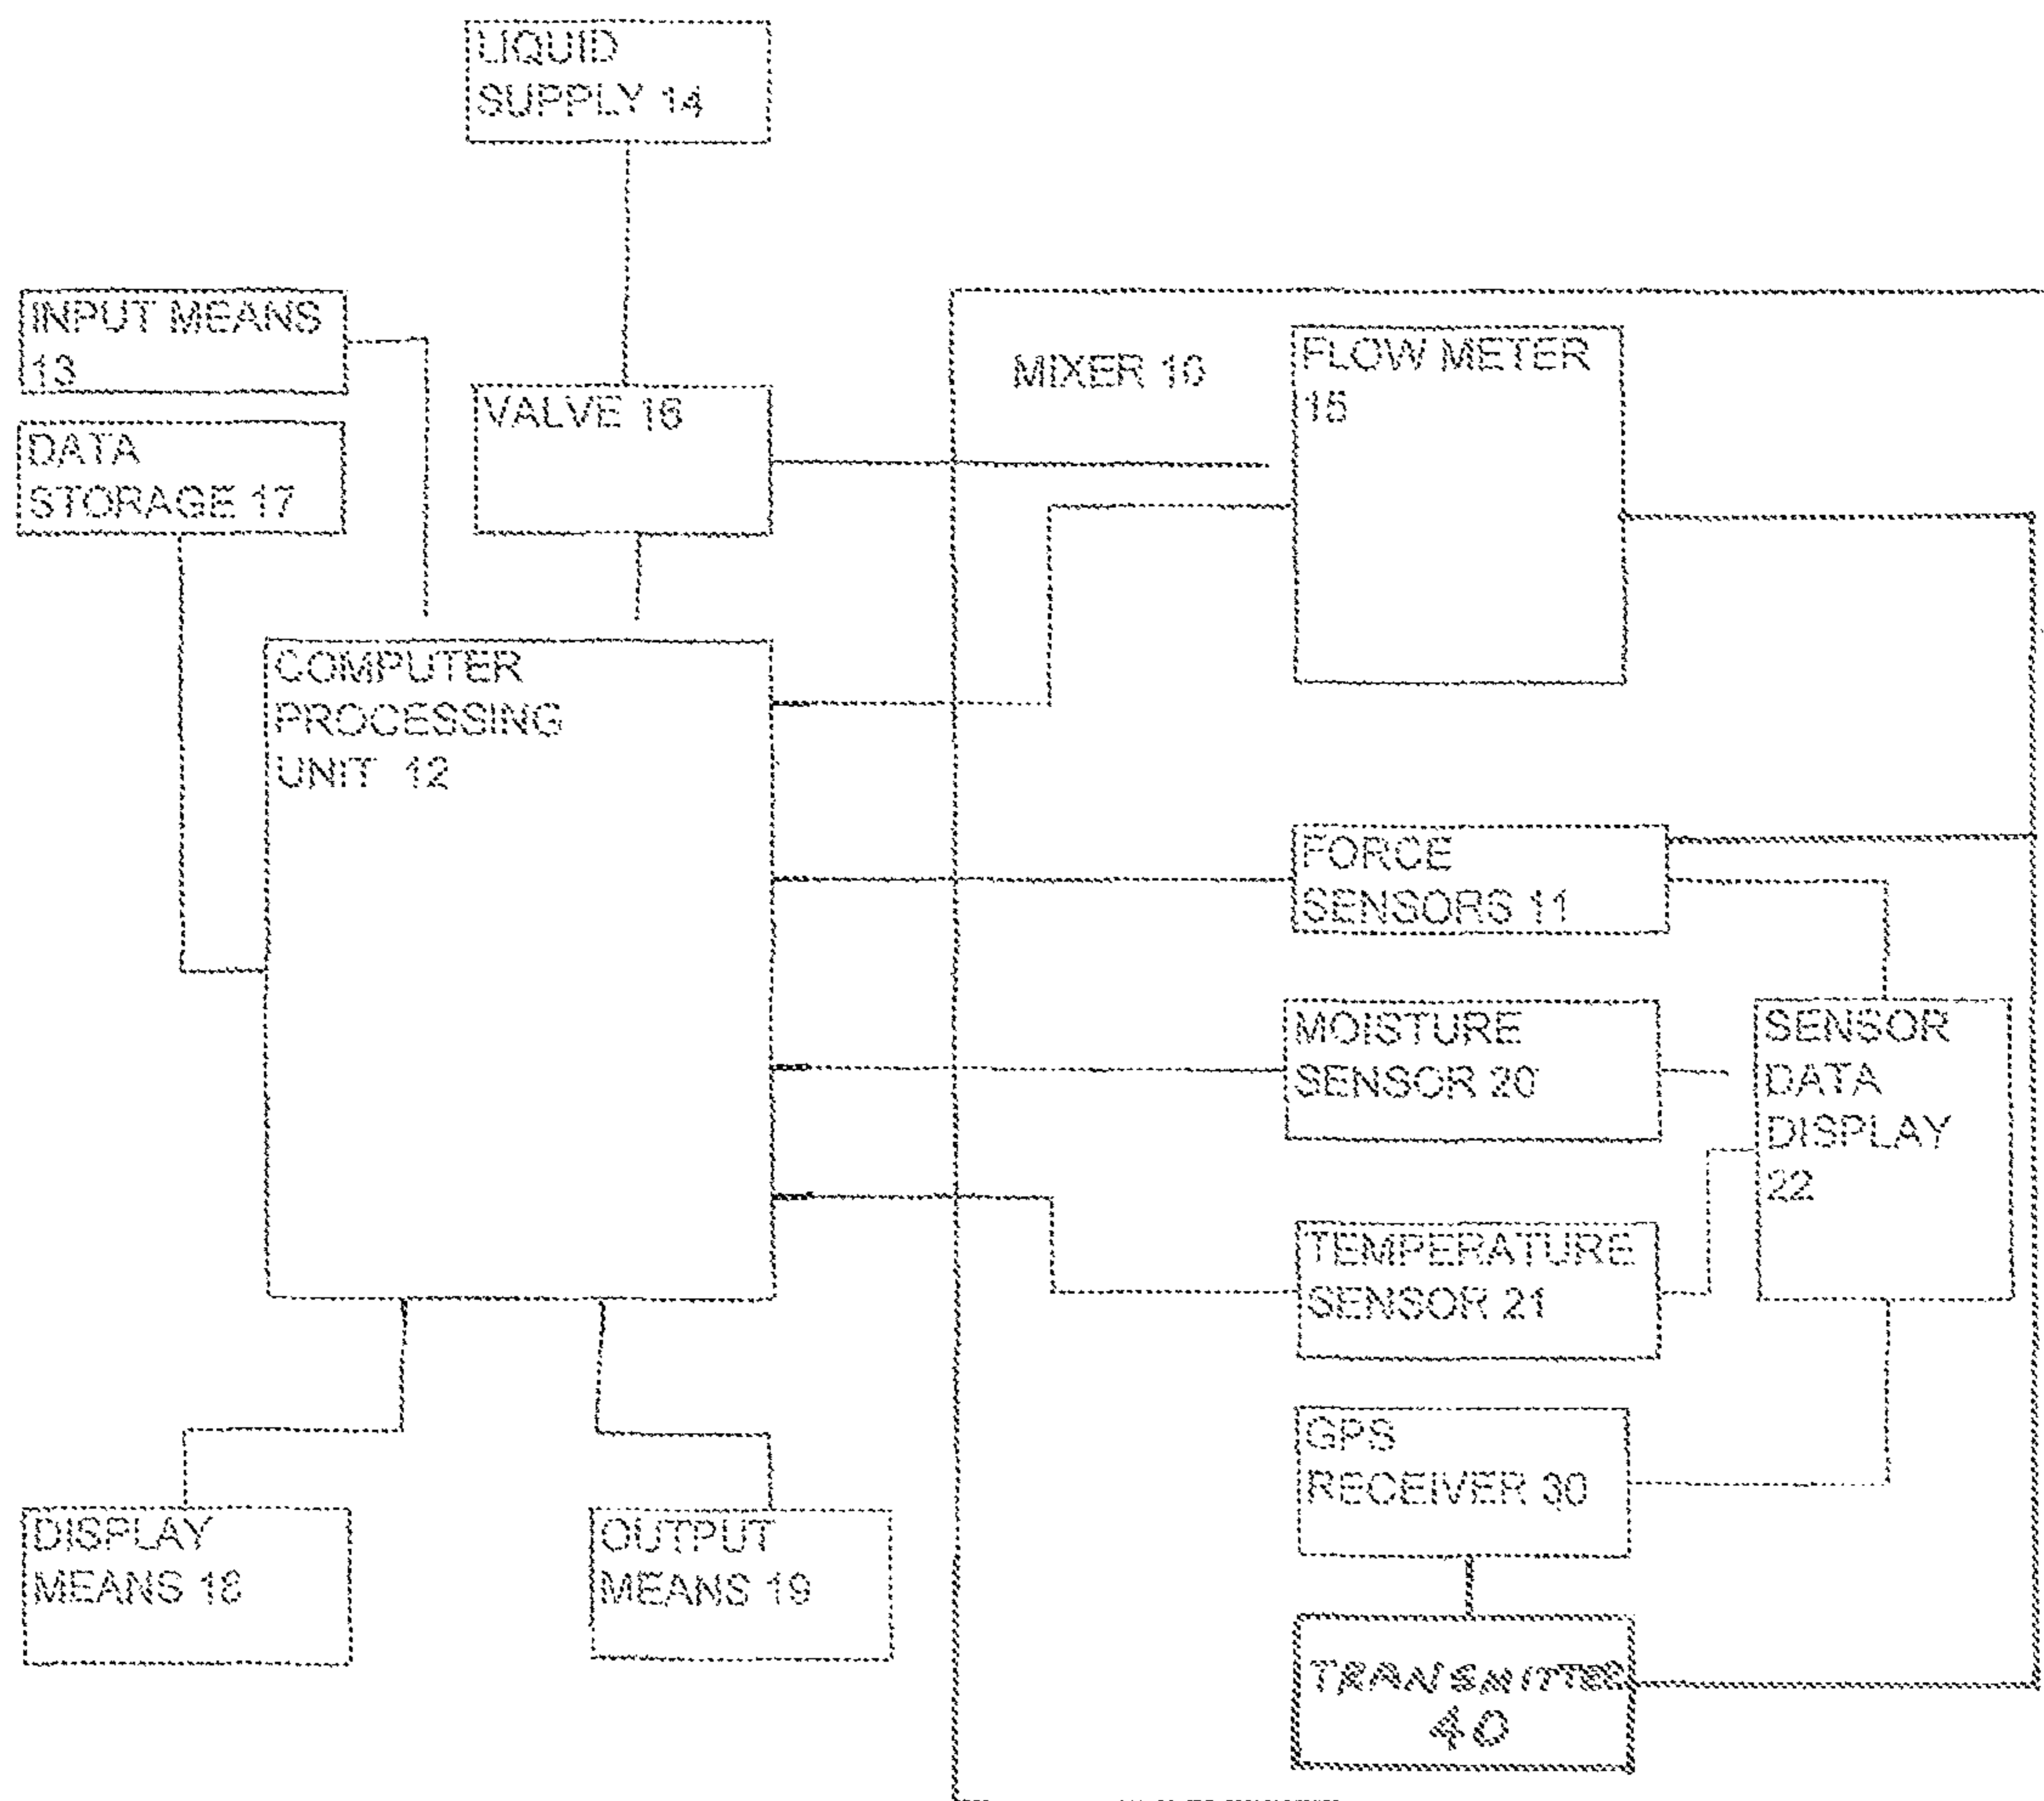 LIQUID
SUPPLY 14
INPUT MEANS
13
DATA
STORAGE 17
VALVE 16
MIXER 10
FLOW METER
15
COMPUTER
PROCESSING
UNIT 12
FORCE
SENSORS 11
MOISTURE
SENSOR 20
SENSOR
DATA
DISPLAY
22
TEMPERATURE
SENSOR 21
GPS
RECEIVER 30
DISPLAY
MEANS 18
OUTPUT
MEANS 19
TRANSMITTER
40